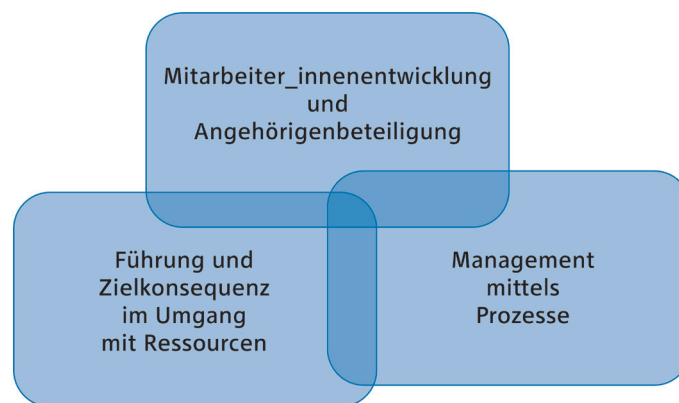 Mitarbeiter_innenentwicklung
und
Angehörigenbeteiligung
Führung und
Zielkonsequenz
im Umgang
mit Ressourcen
Management
mittels
Prozesse